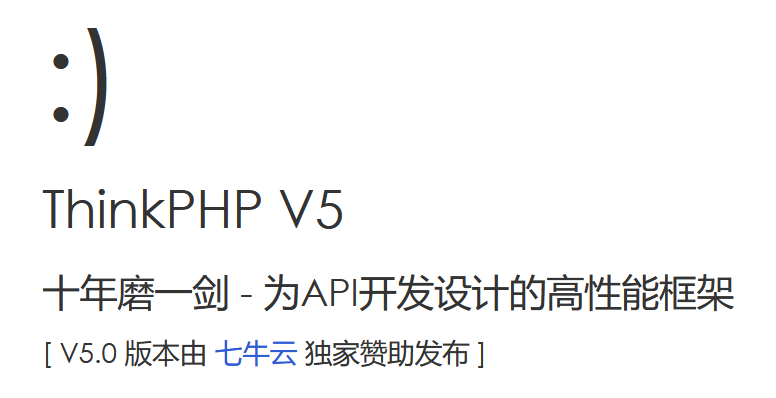 :)
ThinkPHP V5
十年磨一剑 - 为API开发设计的高性能框架
[ V5.0 版本由 七牛云 独家赞助发布 ]